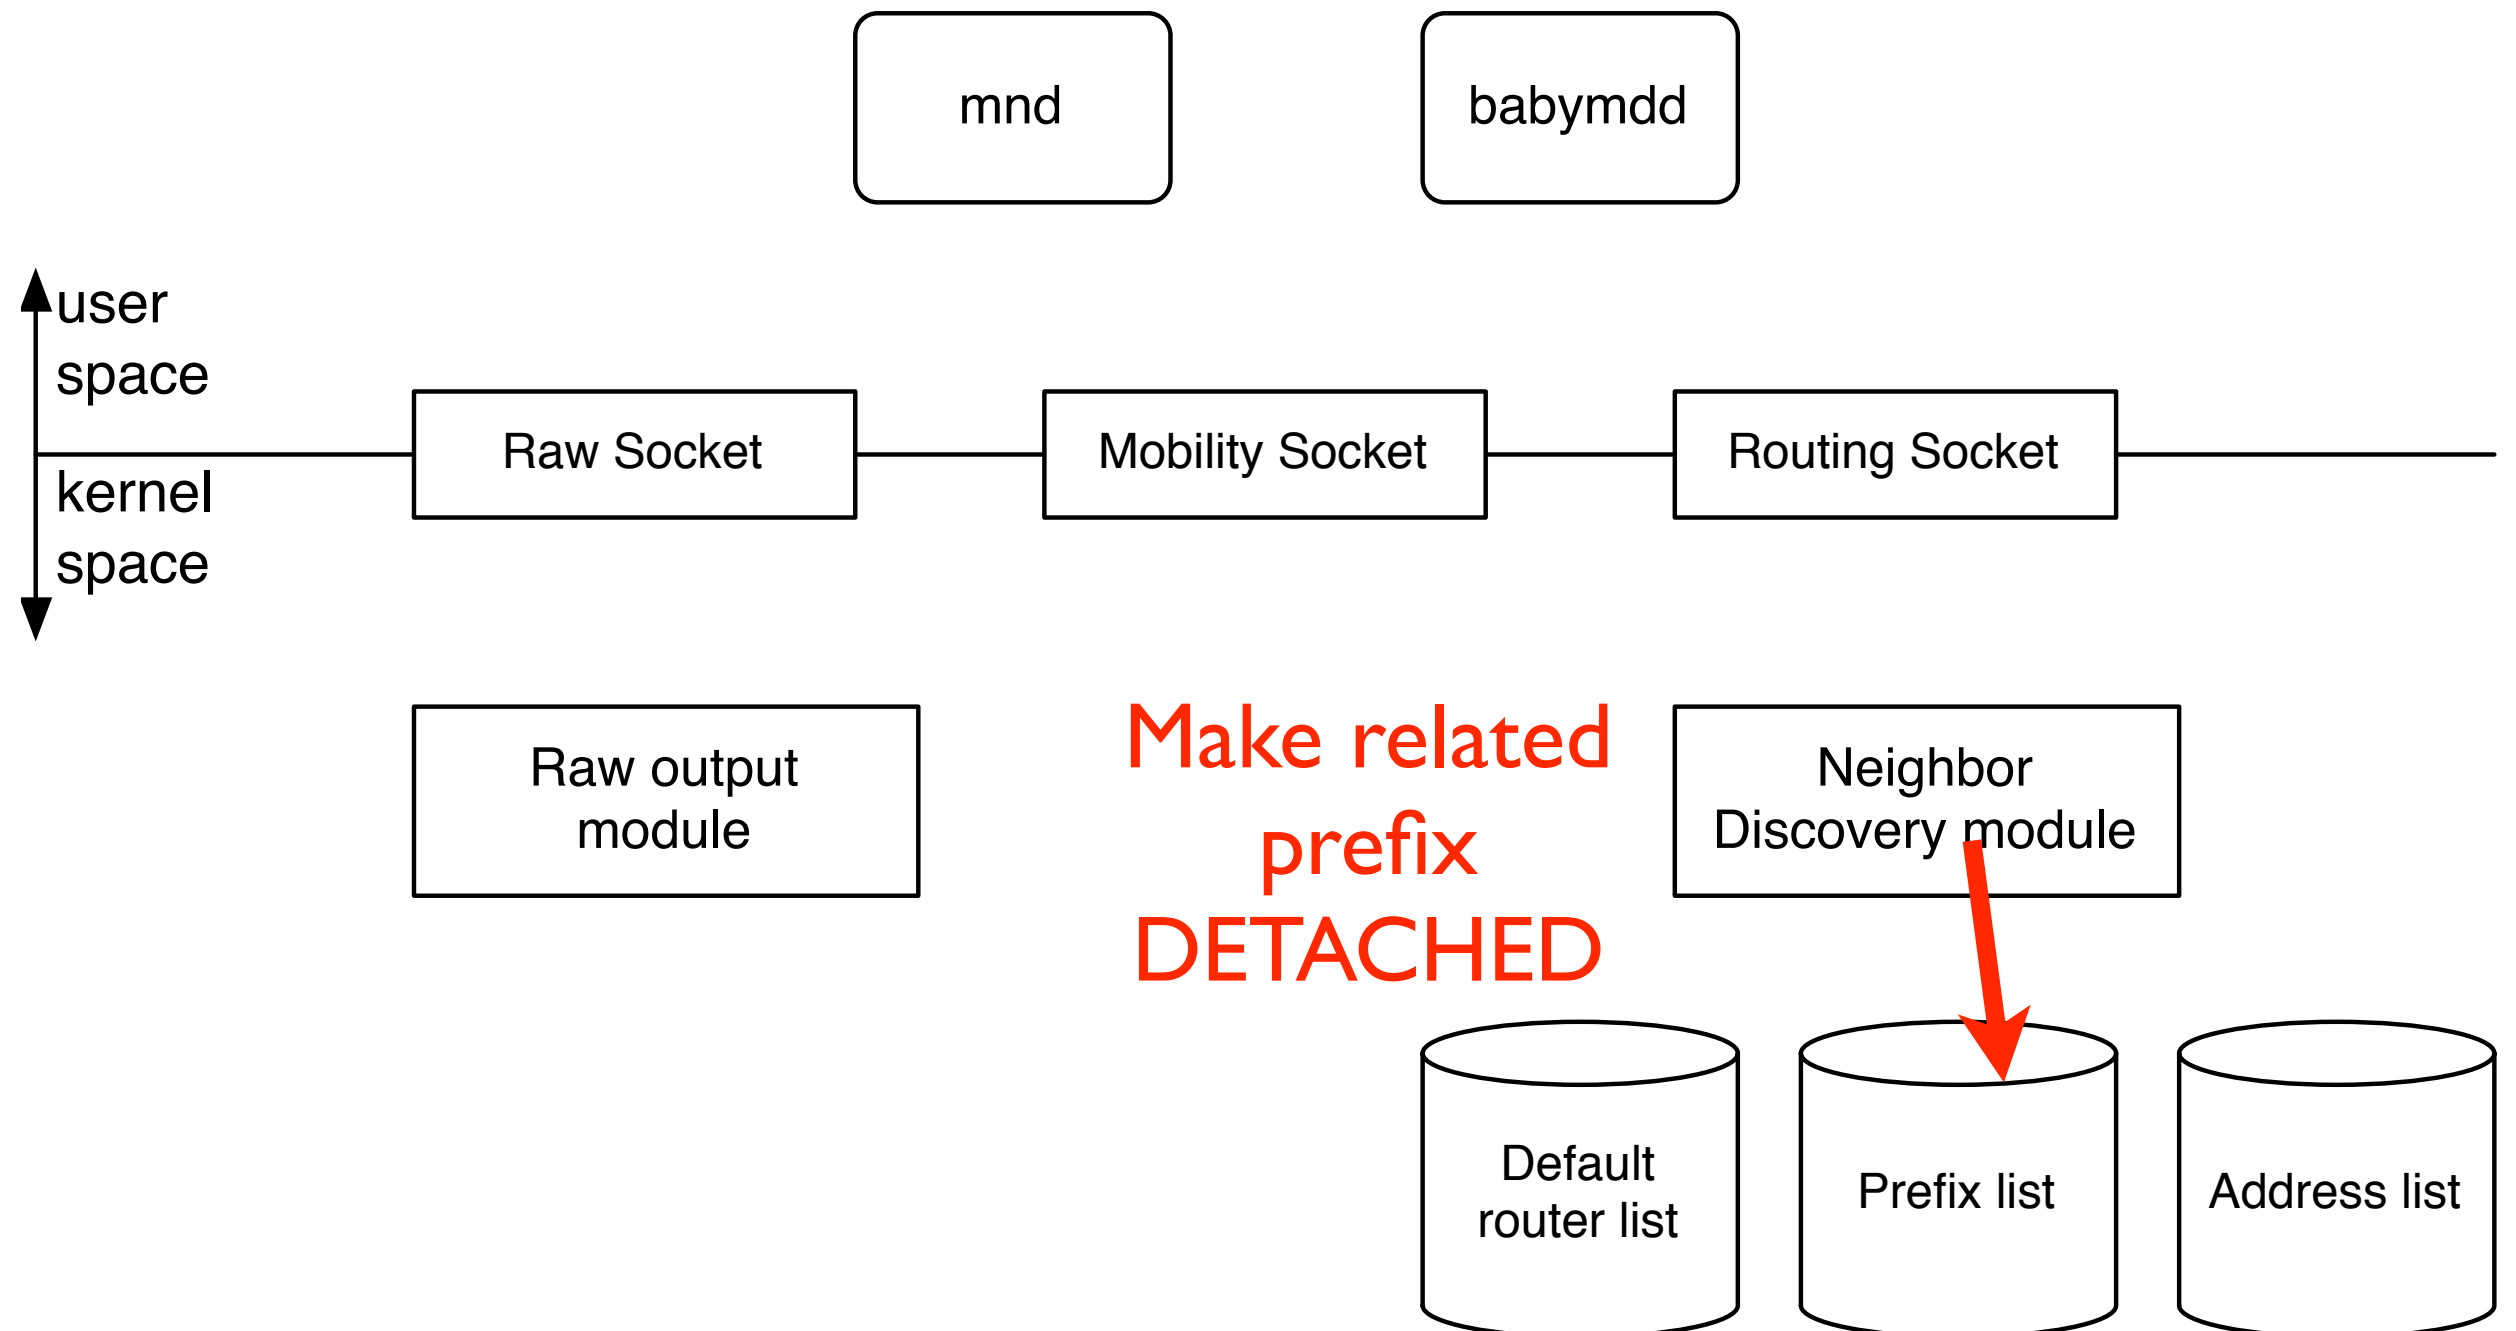 mnd
babymdd
user
space
Raw Socket
Mobility Socket
Routing Socket
kernel
space
Raw output
module
Make related
prefix
DETACHED
Neighbor
Discovery module
Default
router list
Prefix list
Address list